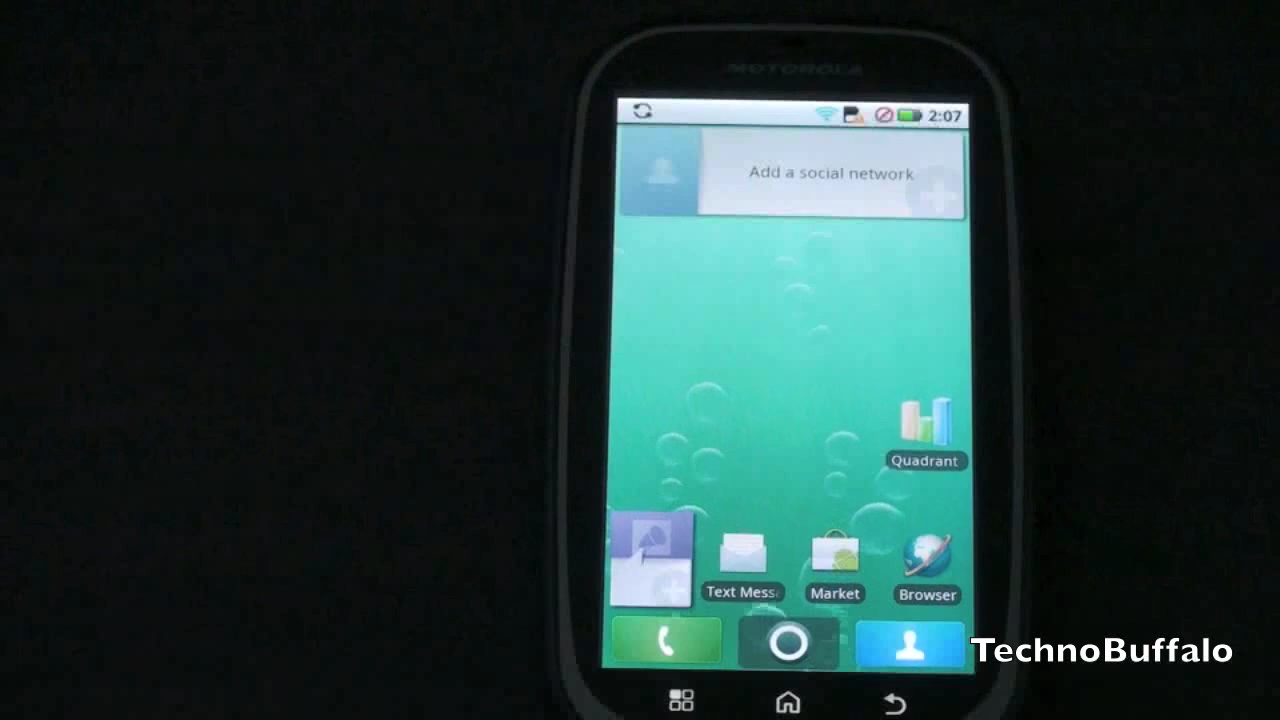 MOTOROLA
2:07
Add a social network
Quadrant
Text Mess
Market
Browser
TechnoBuffalo